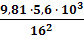 9,81 · 5,6 · 10³
16²